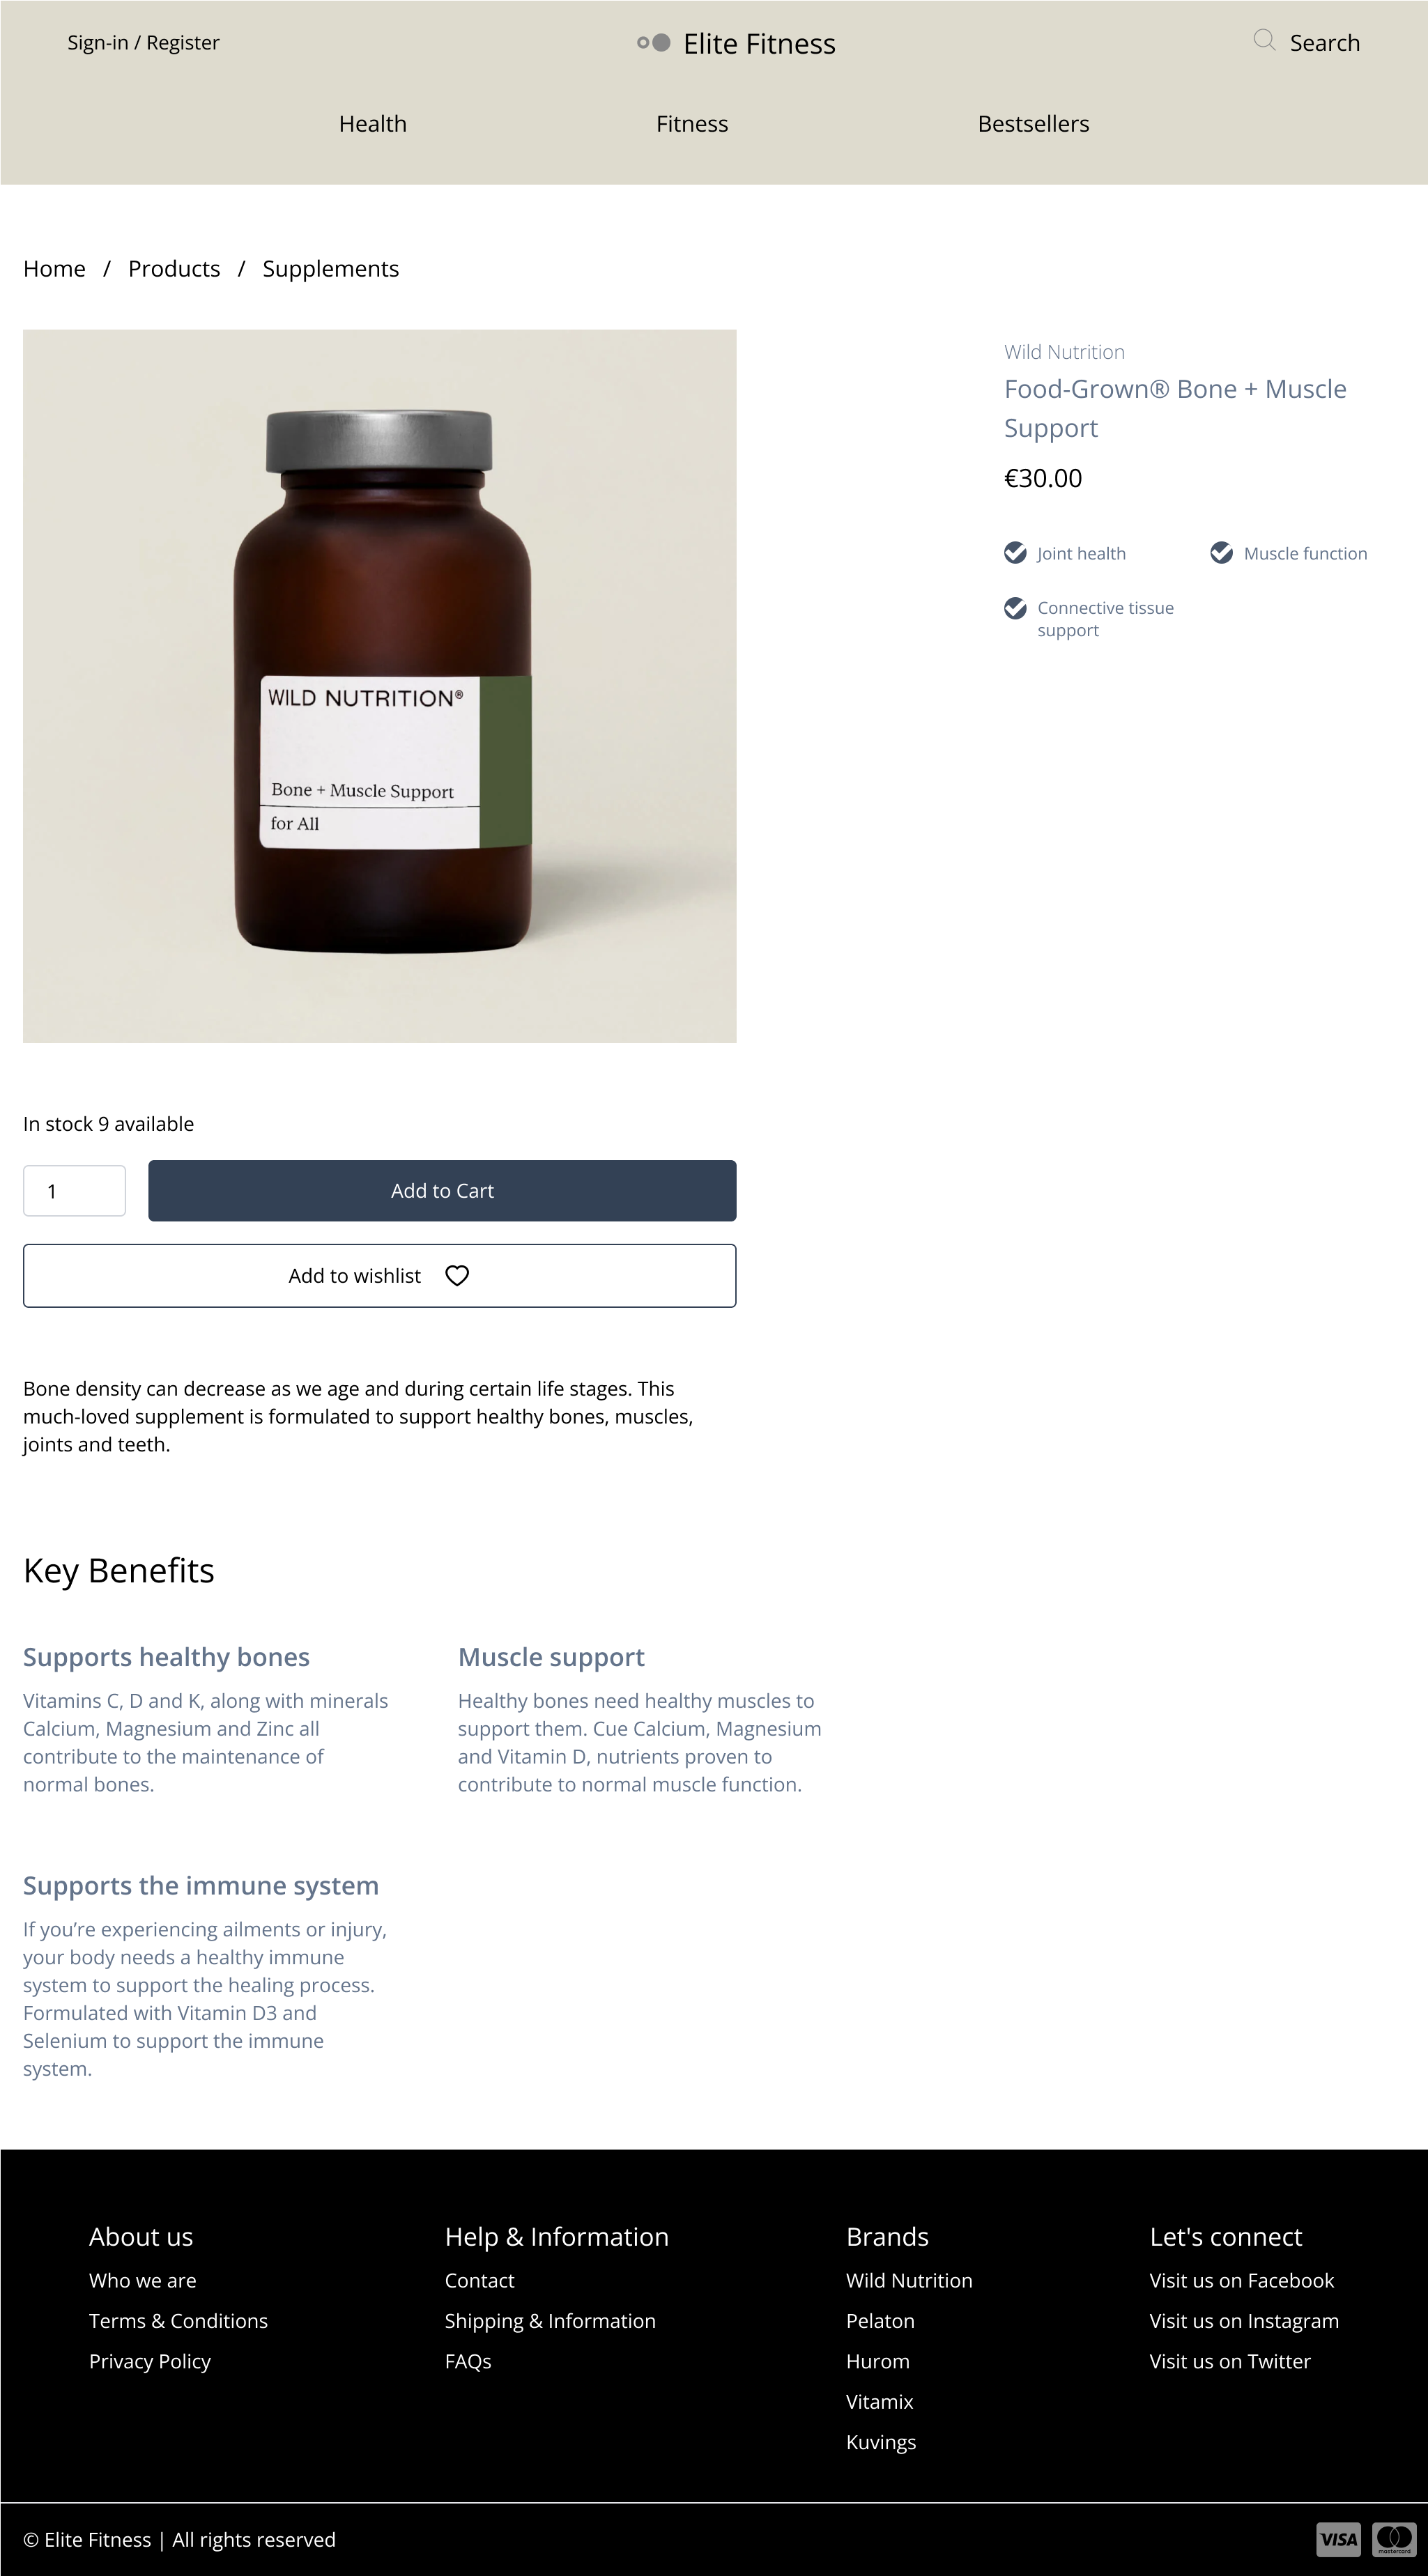 Sign-in / Register
Elite Fitness
Search
Health
Fitness
Bestsellers
Home / Products / Supplements
WILD NUTRITION®
Bone + Muscle Support
for All
Wild Nutrition
Food-Grown® Bone + Muscle
Support
€30.00
Joint health
Muscle function
Connective tissue
support
In stock 9 available
1
Add to Cart
Add to wishlist
Bone density can decrease as we age and during certain life stages. This
much-loved supplement is formulated to support healthy bones, muscles,
joints and teeth.
Key Benefits
Supports healthy bones
Vitamins C, D and K, along with minerals
Calcium, Magnesium and Zinc all
contribute to the maintenance of
normal bones.
Muscle support
Healthy bones need healthy muscles to
support them. Cue Calcium, Magnesium
and Vitamin D, nutrients proven to
contribute to normal muscle function.
Supports the immune system
If you’re experiencing ailments or injury,
your body needs a healthy immune
system to support the healing process.
Formulated with Vitamin D3 and
Selenium to support the immune
system.
About us
Who we are
Terms & Conditions
Privacy Policy
Help & Information
Contact
Shipping & Information
FAQs
Brands
Wild Nutrition
Pelaton
Hurom
Vitamix
Kuvings
Let's connect
Visit us on Facebook
Visit us on Instagram
Visit us on Twitter
© Elite Fitness | All rights reserved
VISA
mastercard